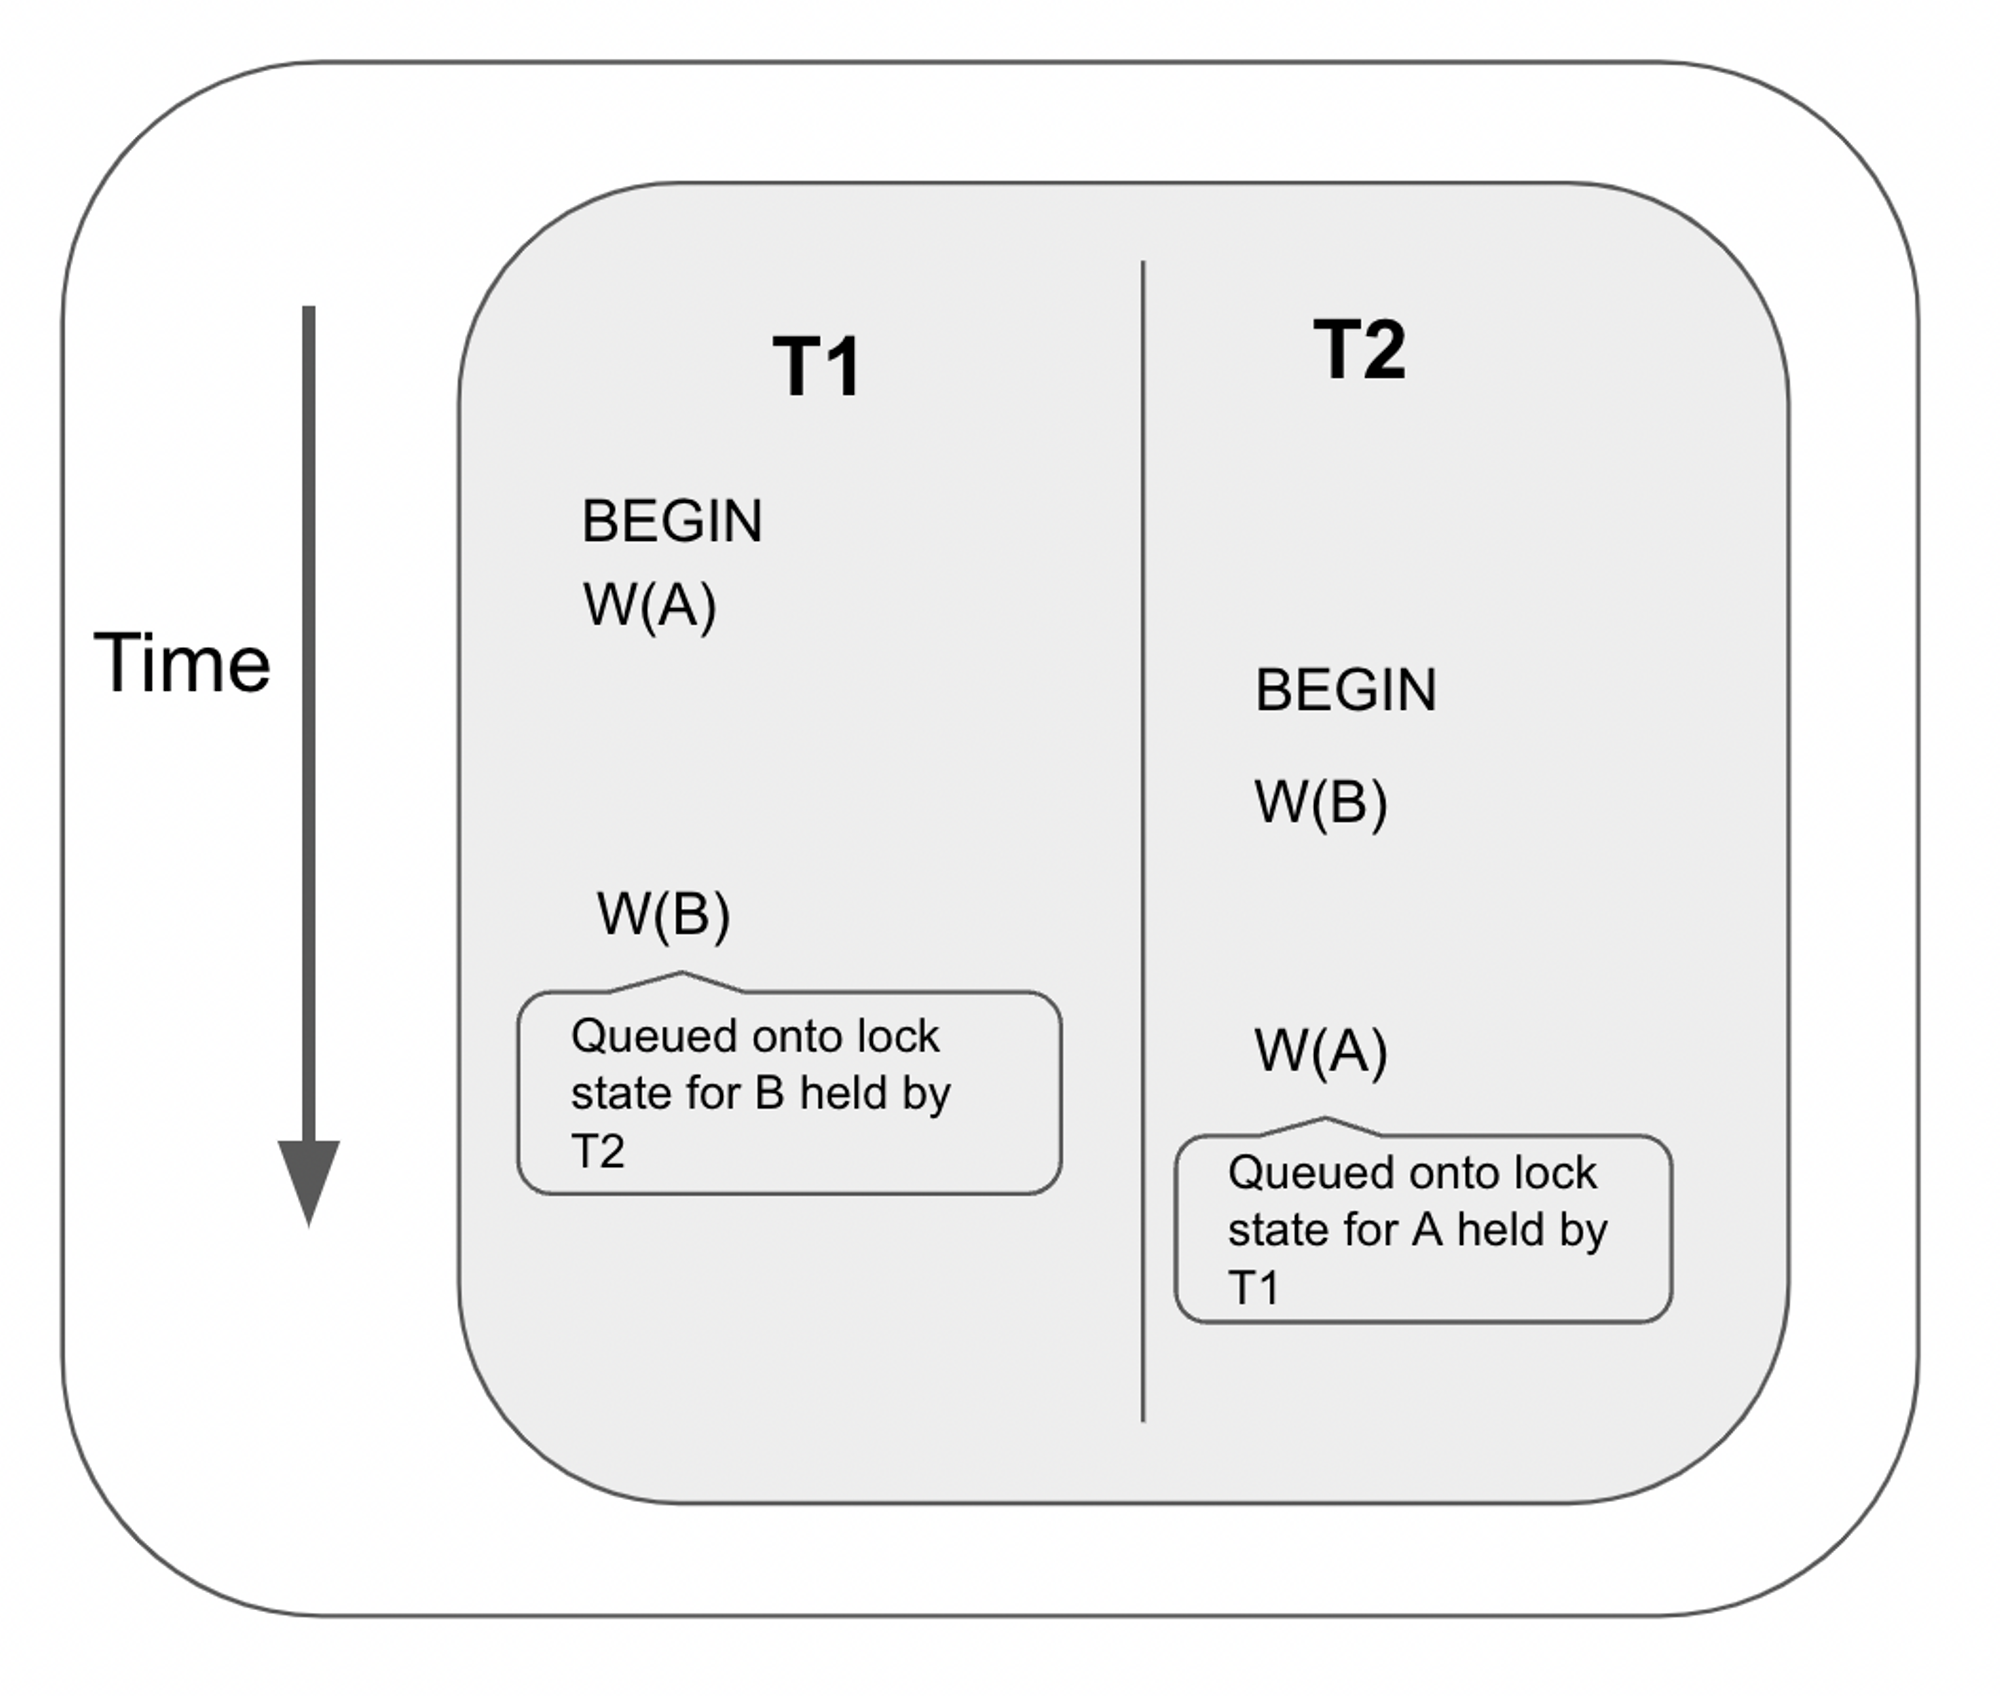 T1
T2
BEGIN
W(A)
Time
BEGIN
W(B)
W(B)
Queued onto lock
state for B held by
T2
W(A)
Queued onto lock
state for A held by
T1